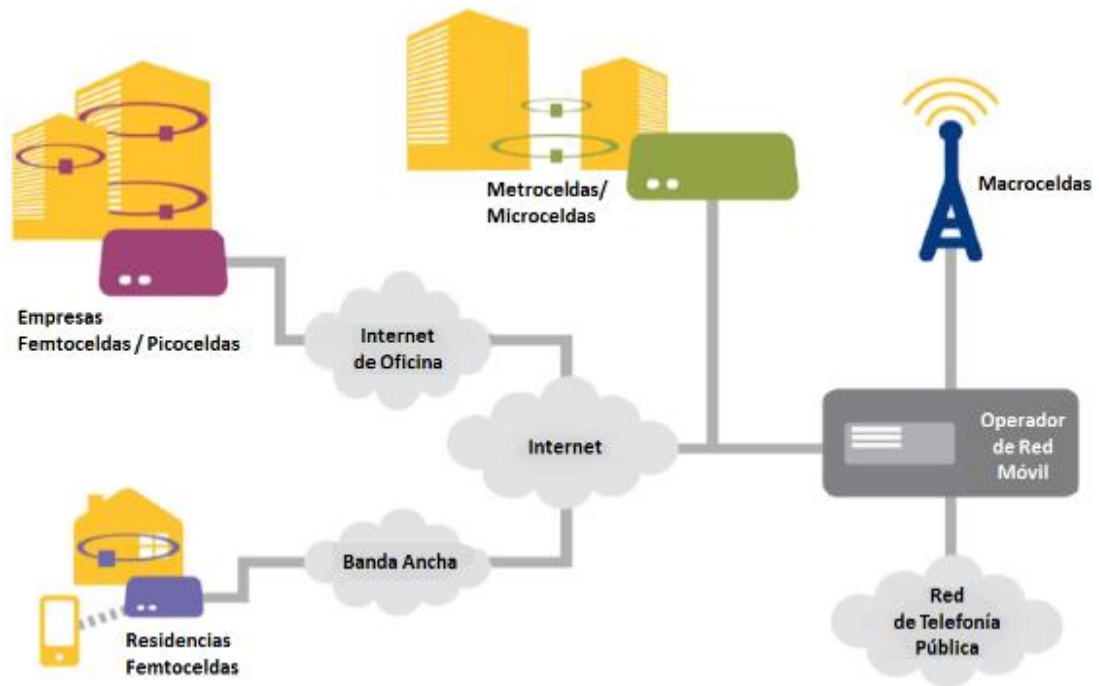 Metroceldas/
Microceldas
Macroceldas
Empresas
Femtoceldas / Picoceldas
Internet
de Oficina
Internet
Operador
de Red
Móvil
Banda Ancha
Residencias
Femtoceldas
Red
de Telefonía
Pública